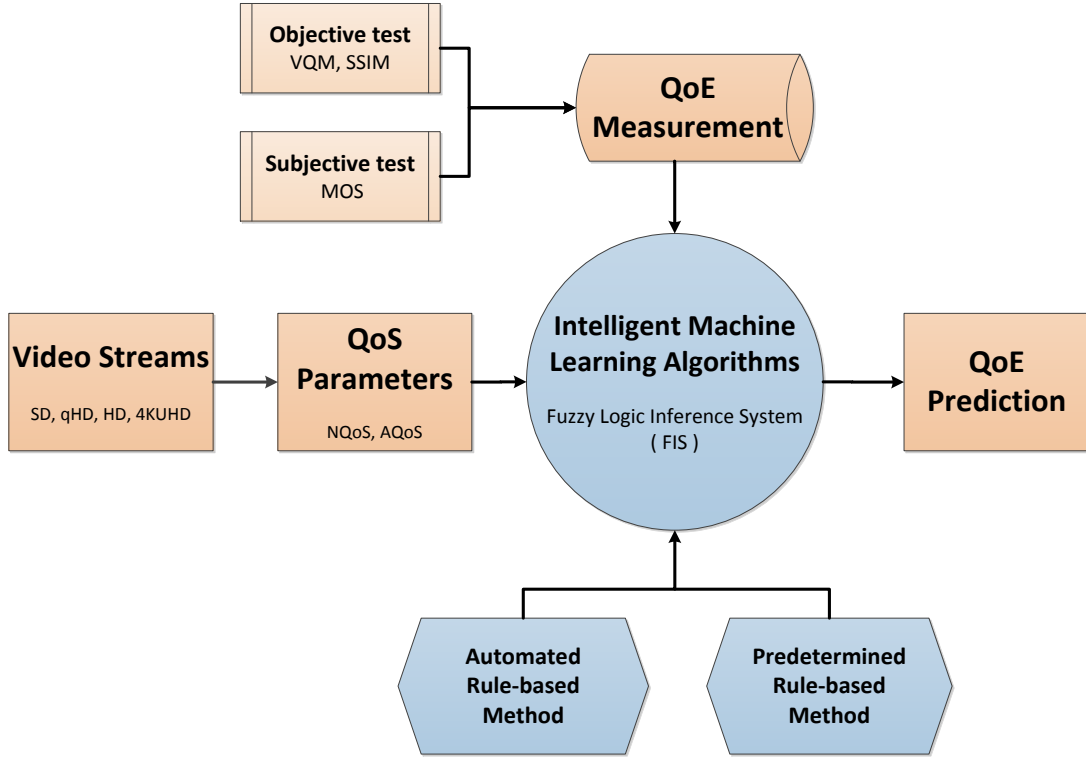 Objective test
VQM, SSIM
Subjective test
MOS
QoE
Measurement
Video Streams
SD, qHD, HD, 4KUHD
QoS
Parameters
NQoS, AQoS
Intelligent Machine
Learning Algorithms
Fuzzy Logic Inference System
( FIS )
QoE
Prediction
Automated
Rule-based
Method
Predetermined
Rule-based
Method